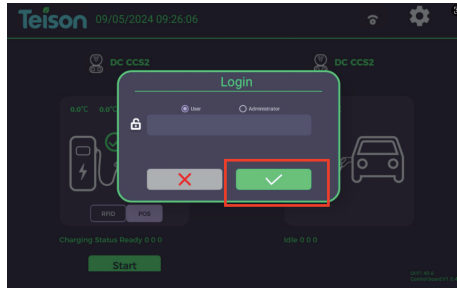 Teison 09/05/2024 09:26:06
DC CCS2
DC CCS2
Login
User
Administrator
0.0°C 0.0°C
RFID
POS
Charging Status Ready 0 0 0
Idle 0 0 0
Start